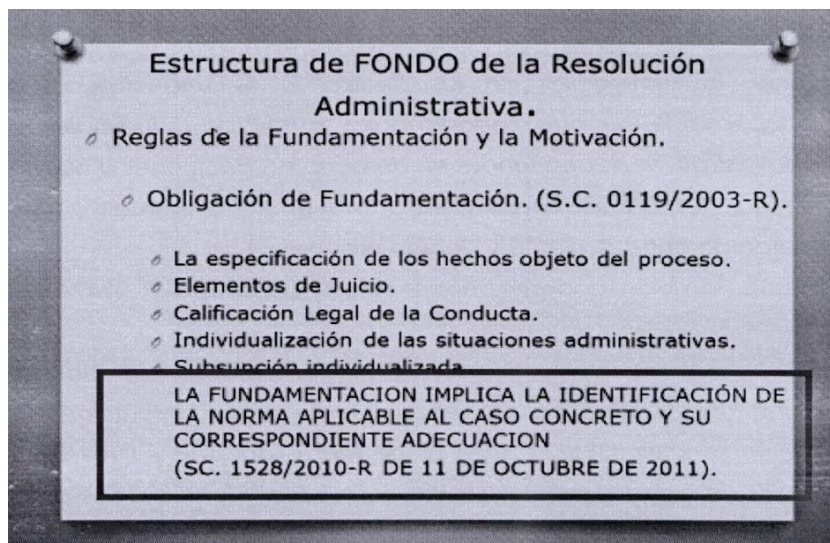 Estructura de FONDO de la Resolución
Administrativa.
Reglas de la Fundamentación y la Motivación.
Obligación de Fundamentación. (S.C. 0119/2003-R).
La especificación de los hechos objeto del proceso.
Elementos de Juicio.
Calificación Legal de la Conducta.
Individualización de las situaciones administrativas.
Subsunción individualizada
LA FUNDAMENTACION IMPLICA LA IDENTIFICACIÓN DE
LA NORMA APLICABLE AL CASO CONCRETO Y SU
CORRESPONDIENTE ADECUACION
(SC. 1528/2010-R DE 11 DE OCTUBRE DE 2011).